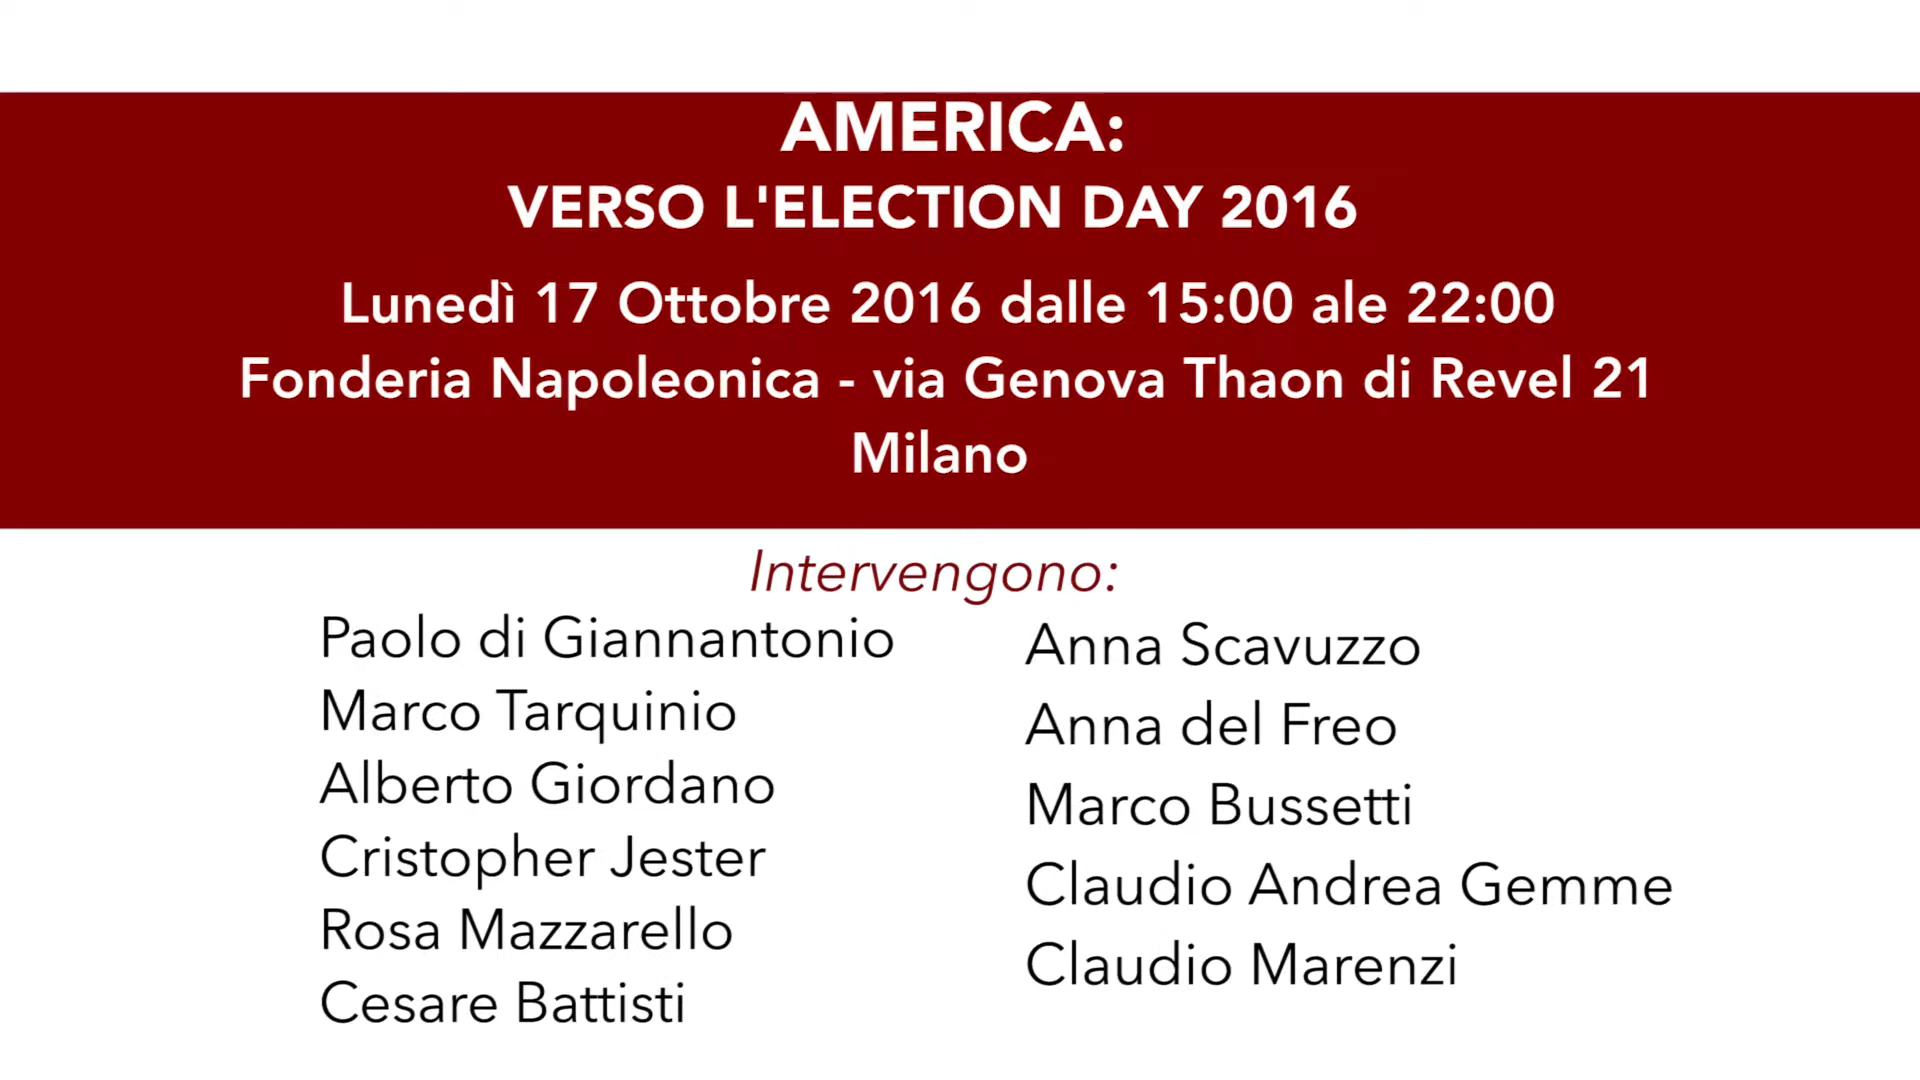 AMERICA:
VERSO L'ELECTION DAY 2016
Lunedì 17 Ottobre 2016 dalle 15:00 ale 22:00
Fonderia Napoleonica - via Genova Thaon di Revel 21
Milano
Intervengono:
Paolo di Giannantonio
Marco Tarquinio
Alberto Giordano
Cristopher Jester
Rosa Mazzarello
Cesare Battisti
Anna Scavuzzo
Anna del Freo
Marco Bussetti
Claudio Andrea Gemme
Claudio Marenzi